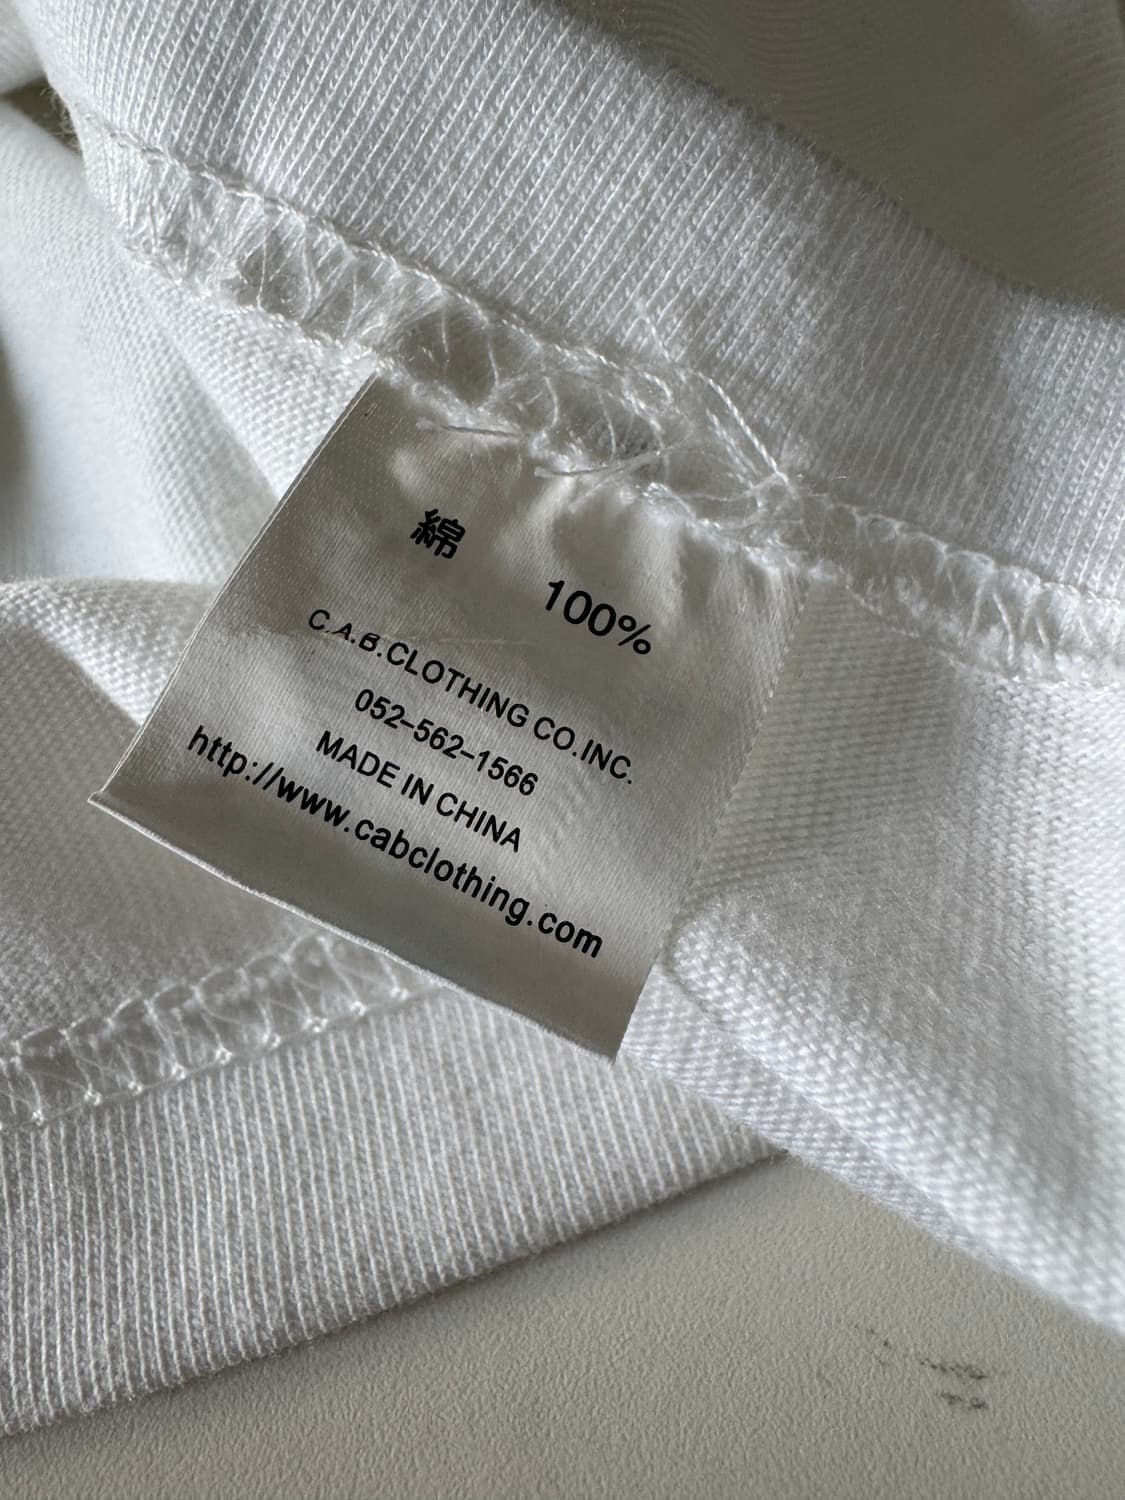 綿 100%
C.A.B.CLOTHING CO.INC.
052-562-1566
MADE IN CHINA
http://www.cabclothing.com